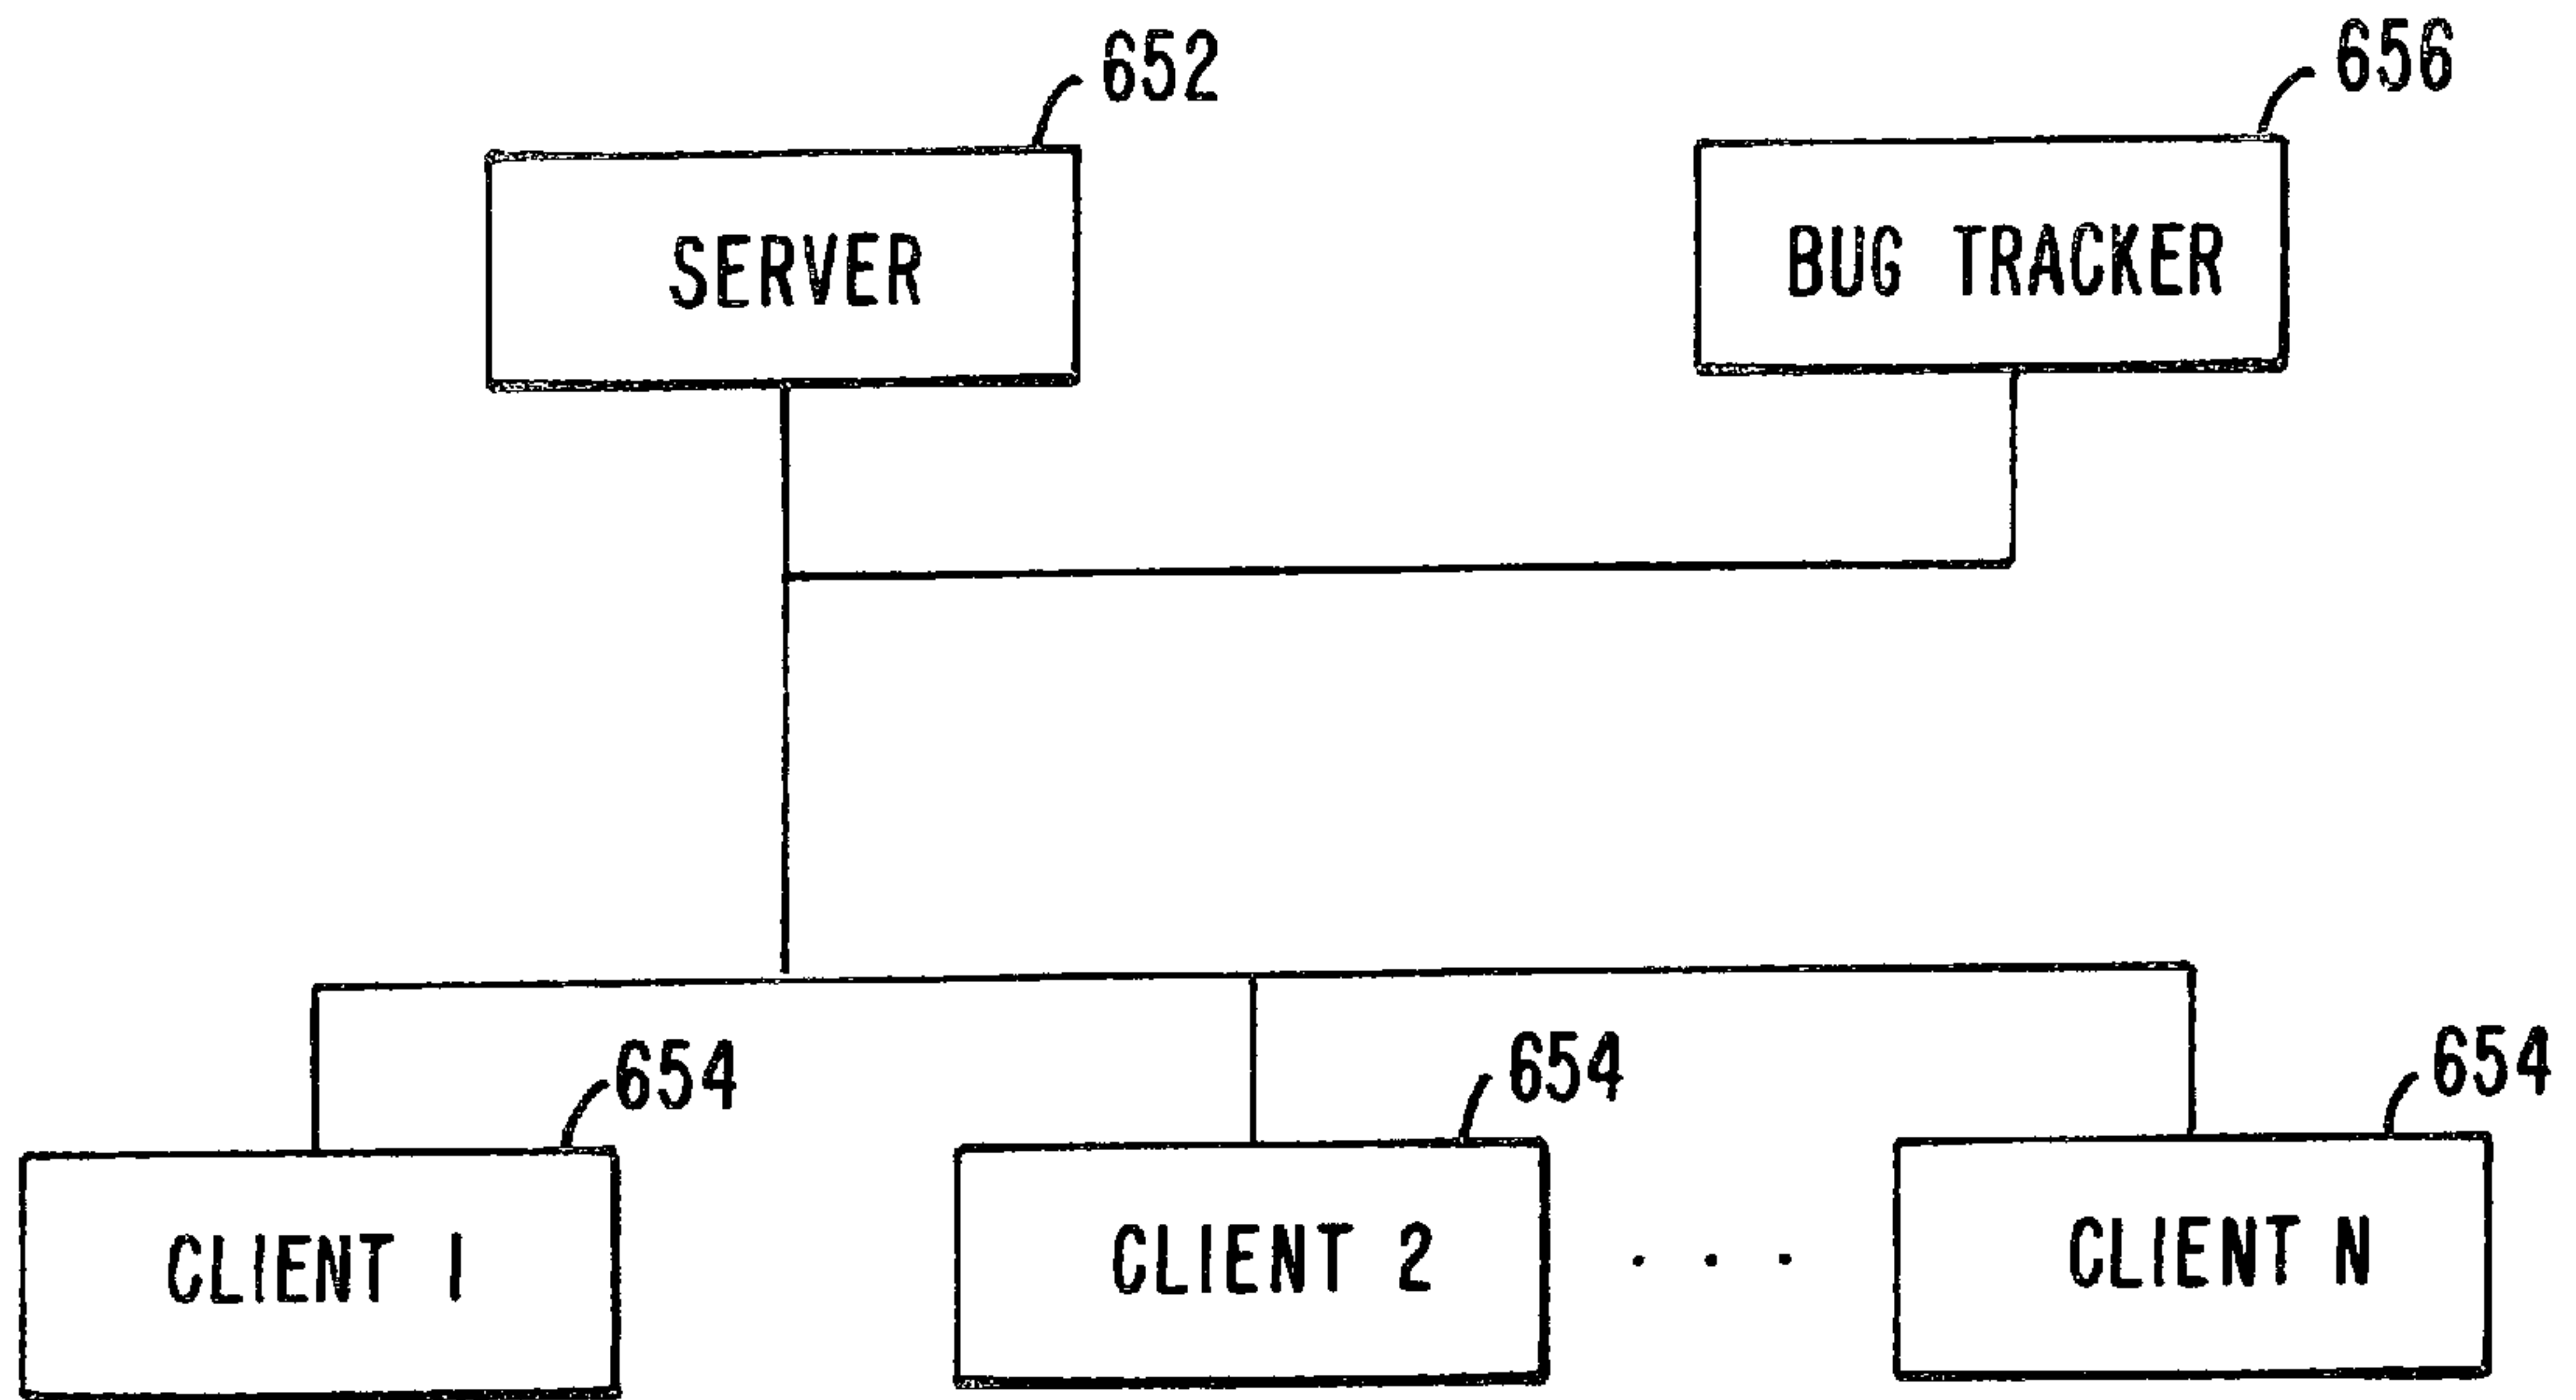 652
656
SERVER
BUG TRACKER
654
654
654
CLIENT 1
CLIENT 2
. . .
CLIENT N